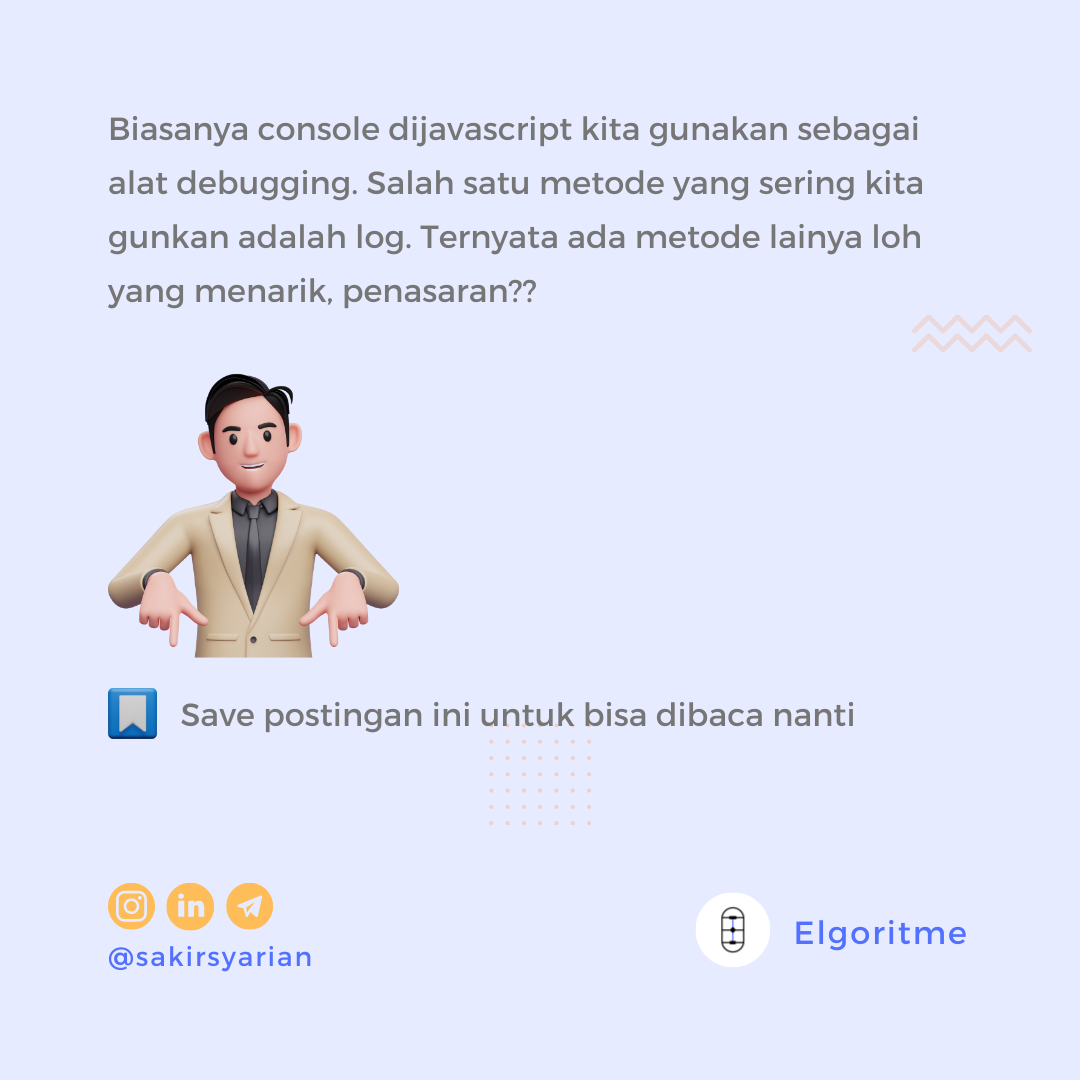 Biasanya console dijavascript kita gunakan sebagai
alat debugging. Salah satu metode yang sering kita
gunkan adalah log. Ternyata ada metode lainya loh
yang menarik, penasaran??
Save postingan ini untuk bisa dibaca nanti
in
@sakirsyarian
Elgoritme